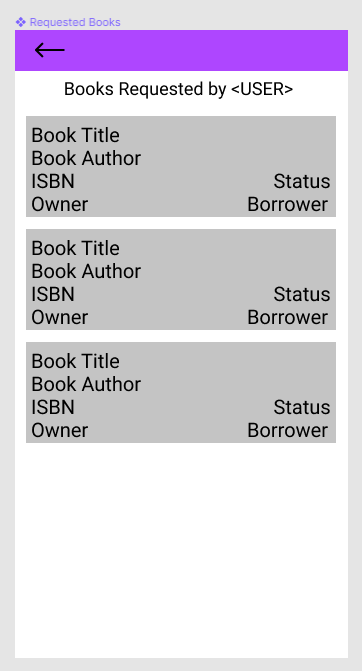 Requested Books
Books Requested by <USER>
Book Title
Book Author
ISBN Status
Owner Borrower
Book Title
Book Author
ISBN Status
Owner Borrower
Book Title
Book Author
ISBN Status
Owner Borrower